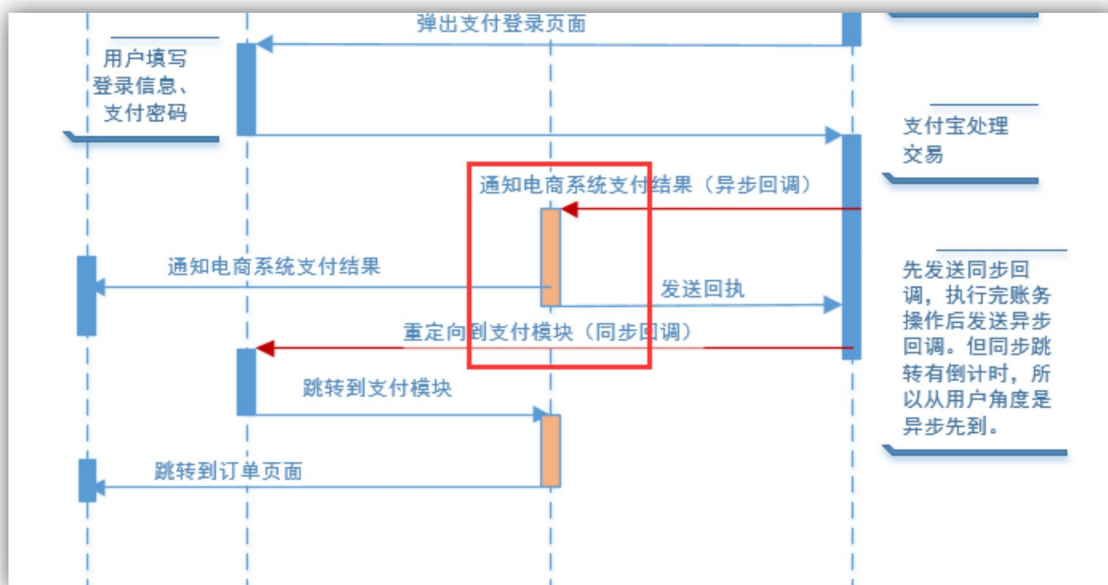 弹出支付登录页面
用户填写
登录信息、
支付密码
支付宝处理
交易
通知电商系统支付结果（异步回调）
通知电商系统支付结果
发送回执
先发送同步回
调，执行完账务
操作后发送异步
回调。但同步跳
转有倒计时，所
以从用户角度是
异步先到。
重定向到支付模块（同步回调）
跳转到支付模块
跳转到订单页面